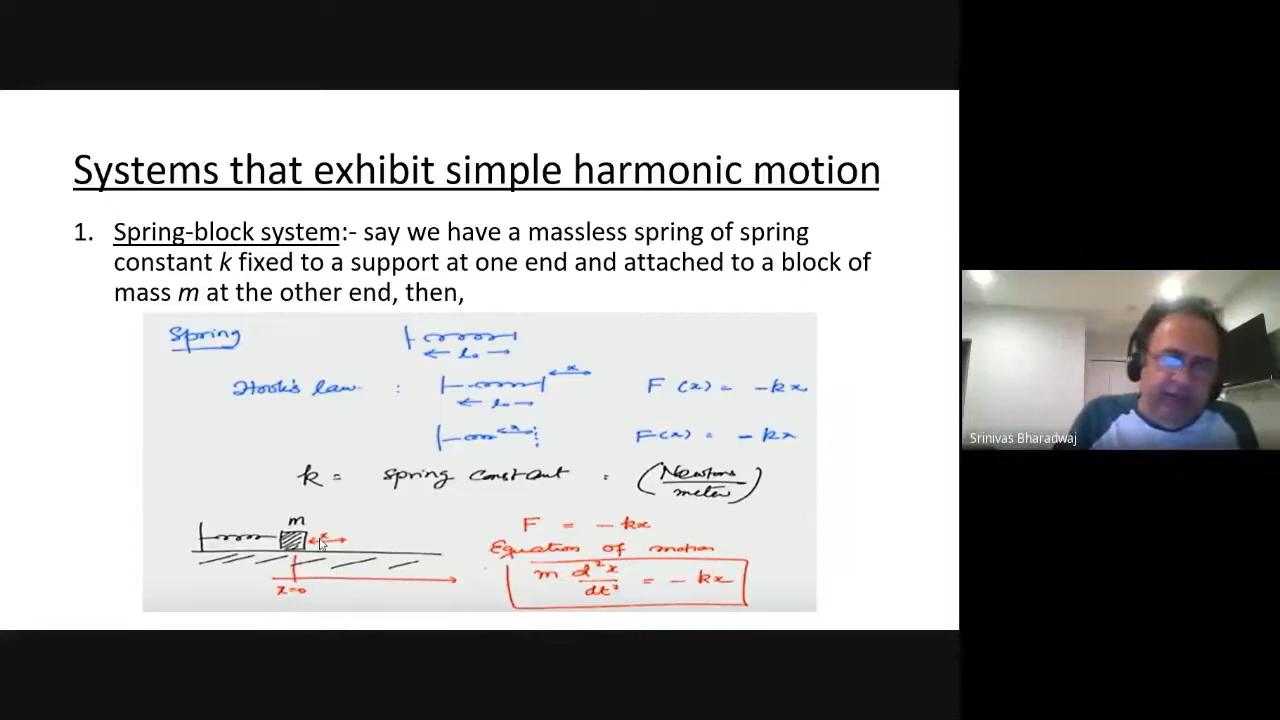 Systems that exhibit simple harmonic motion
1. Spring-block system:- say we have a massless spring of spring
constant k fixed to a support at one end and attached to a block of
mass m at the other end, then,
Spring
l₀
Hook's law : x F(x) = -kx
l₀
x F(x) = -kx
k = spring constant = (Newtons/meter)
m
x
x=0
F = -kx
Equation of motion
m d²x/dt² = -kx
Srinivas Bharadwaj